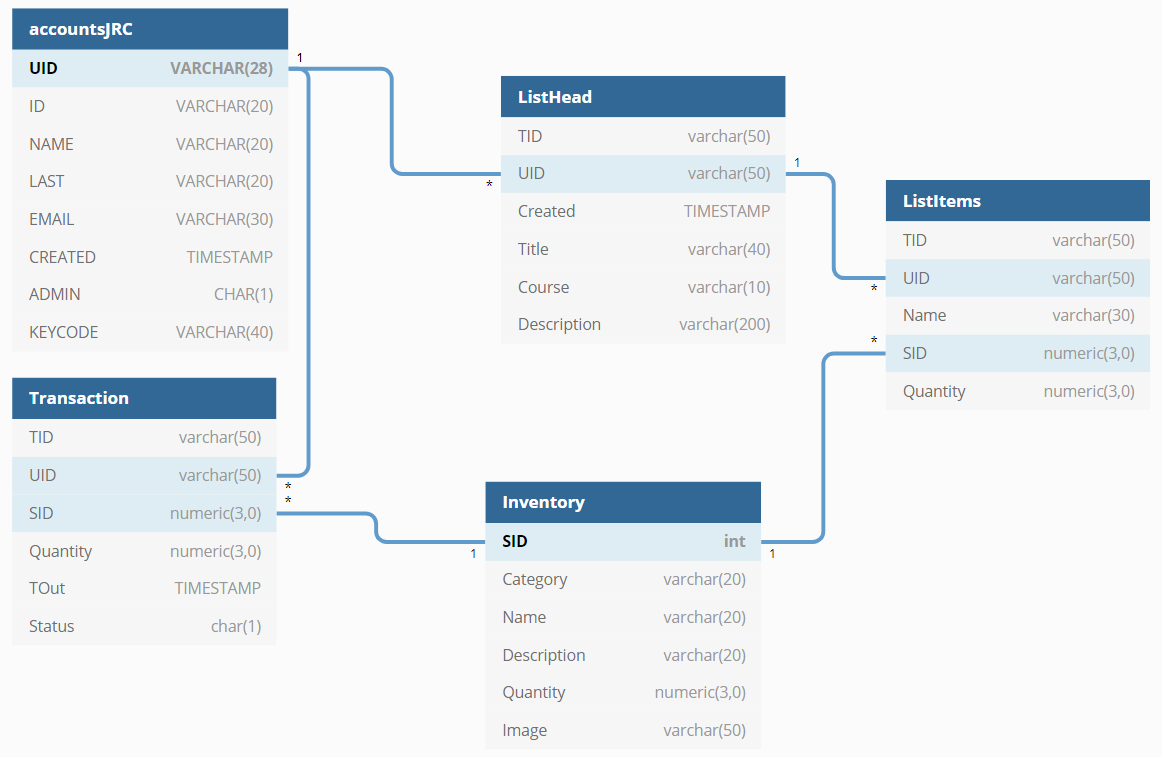 accountsJRC
UID VARCHAR(28)
ID VARCHAR(20)
NAME VARCHAR(20)
LAST VARCHAR(20)
EMAIL VARCHAR(30)
CREATED TIMESTAMP
ADMIN CHAR(1)
KEYCODE VARCHAR(40)
1
*
ListHead
TID varchar(50)
UID varchar(50)
Created TIMESTAMP
Title varchar(40)
Course varchar(10)
Description varchar(200)
1
*
ListItems
TID varchar(50)
UID varchar(50)
Name varchar(30)
SID numeric(3,0)
Quantity numeric(3,0)
*
Transaction
TID varchar(50)
UID varchar(50)
SID numeric(3,0)
Quantity numeric(3,0)
TOut TIMESTAMP
Status char(1)
*
*
1
Inventory
SID int
Category varchar(20)
Name varchar(20)
Description varchar(20)
Quantity numeric(3,0)
Image varchar(50)
1